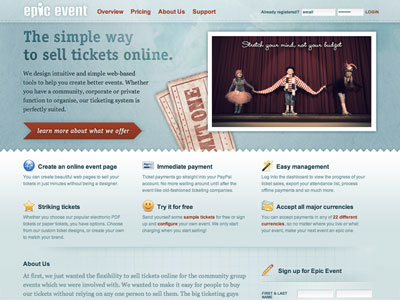 epic event
Overview Pricing About Us Support
Already registered? email •••••• LOGIN
The simple way
to sell tickets online.
Stretch your mind, not your budget
We design intuitive and simple web-based
tools to help you create better events. Whether
you have a community, corporate or private
function to organise, our ticketing system is
perfectly suited.
learn more about what we offer
Create an online event page
You can create beautiful web pages to sell your
tickets in just minutes without being a designer.
Immediate payment
Ticket payments go straight into your PayPal
account. No more waiting around until after the
event like old-fashioned ticketing companies.
Easy management
Log into the dashboard to view the progress of your
ticket sales, export your attendance list, process
offline payments and so much more.
Striking tickets
Whether you choose our popular electronic PDF
tickets or paper tickets, you have options. Choose
from our custom ticket designs, or create your own
to match your brand.
Try it for free
Send yourself some sample tickets for free or sign
up and configure your own event. We only start
charging when you start selling!
Accept all major currencies
You can accept payments in any of 22 different
currencies, so no matter where you live or what
your event, make your next event an epic one.
About Us
At first, we just wanted the flexibility to sell tickets online for the community group
events which we were involved with. We wanted to make it easy for people to buy
our tickets without relying on any one person to sell them. The big ticketing guys
Sign up for Epic Event
FIRST & LAST
NAME